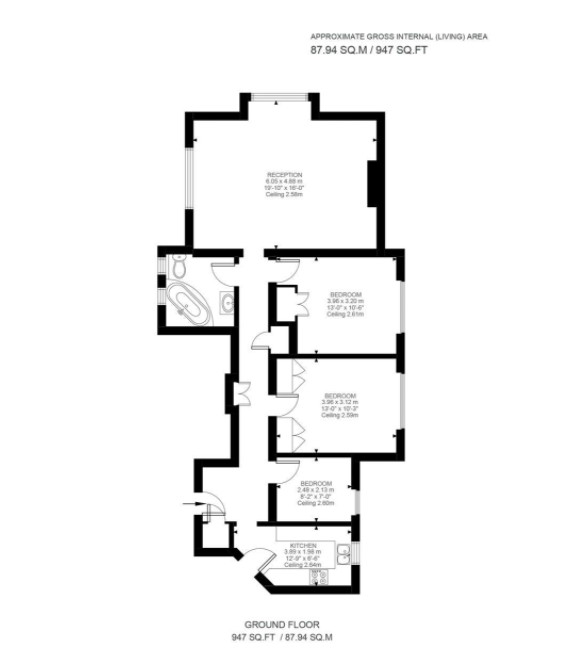 APPROXIMATE GROSS INTERNAL (LIVING) AREA
87.94 SQ.M / 947 SQ.FT
RECEPTION
6.05 x 4.88 m
19'-10" x 16'-0"
Ceiling 2.58m
BEDROOM
3.96 x 3.20 m
13'-0" x 10'-6"
Ceiling 2.61m
BEDROOM
3.96 x 3.12 m
13'-0" x 10'-3"
Ceiling 2.59m
BEDROOM
2.49 x 2.13 m
8'-2" x 7'-0"
Ceiling 2.60m
KITCHEN
3.89 x 1.98 m
12'-9" x 6'-6"
Ceiling 2.64m
GROUND FLOOR
947 SQ.FT / 87.94 SQ.M